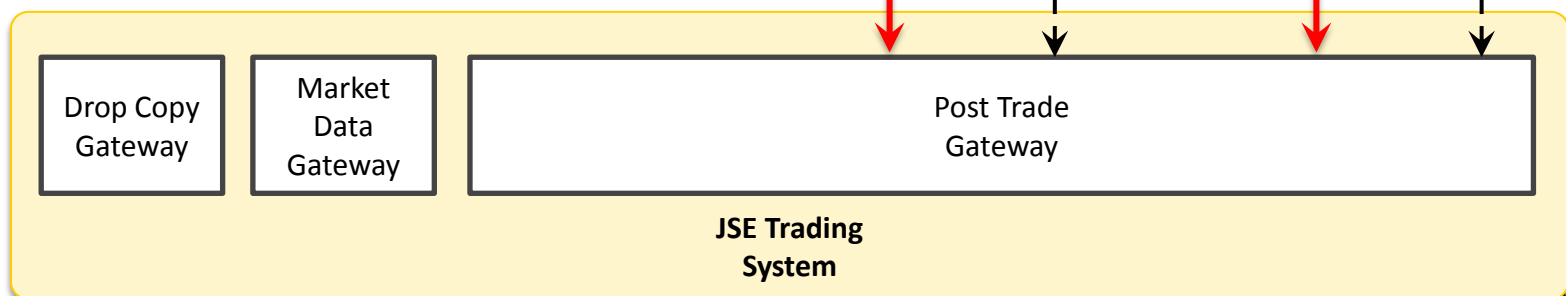 Drop Copy
Gateway
Market
Data
Gateway
Post Trade
Gateway
JSE Trading
System